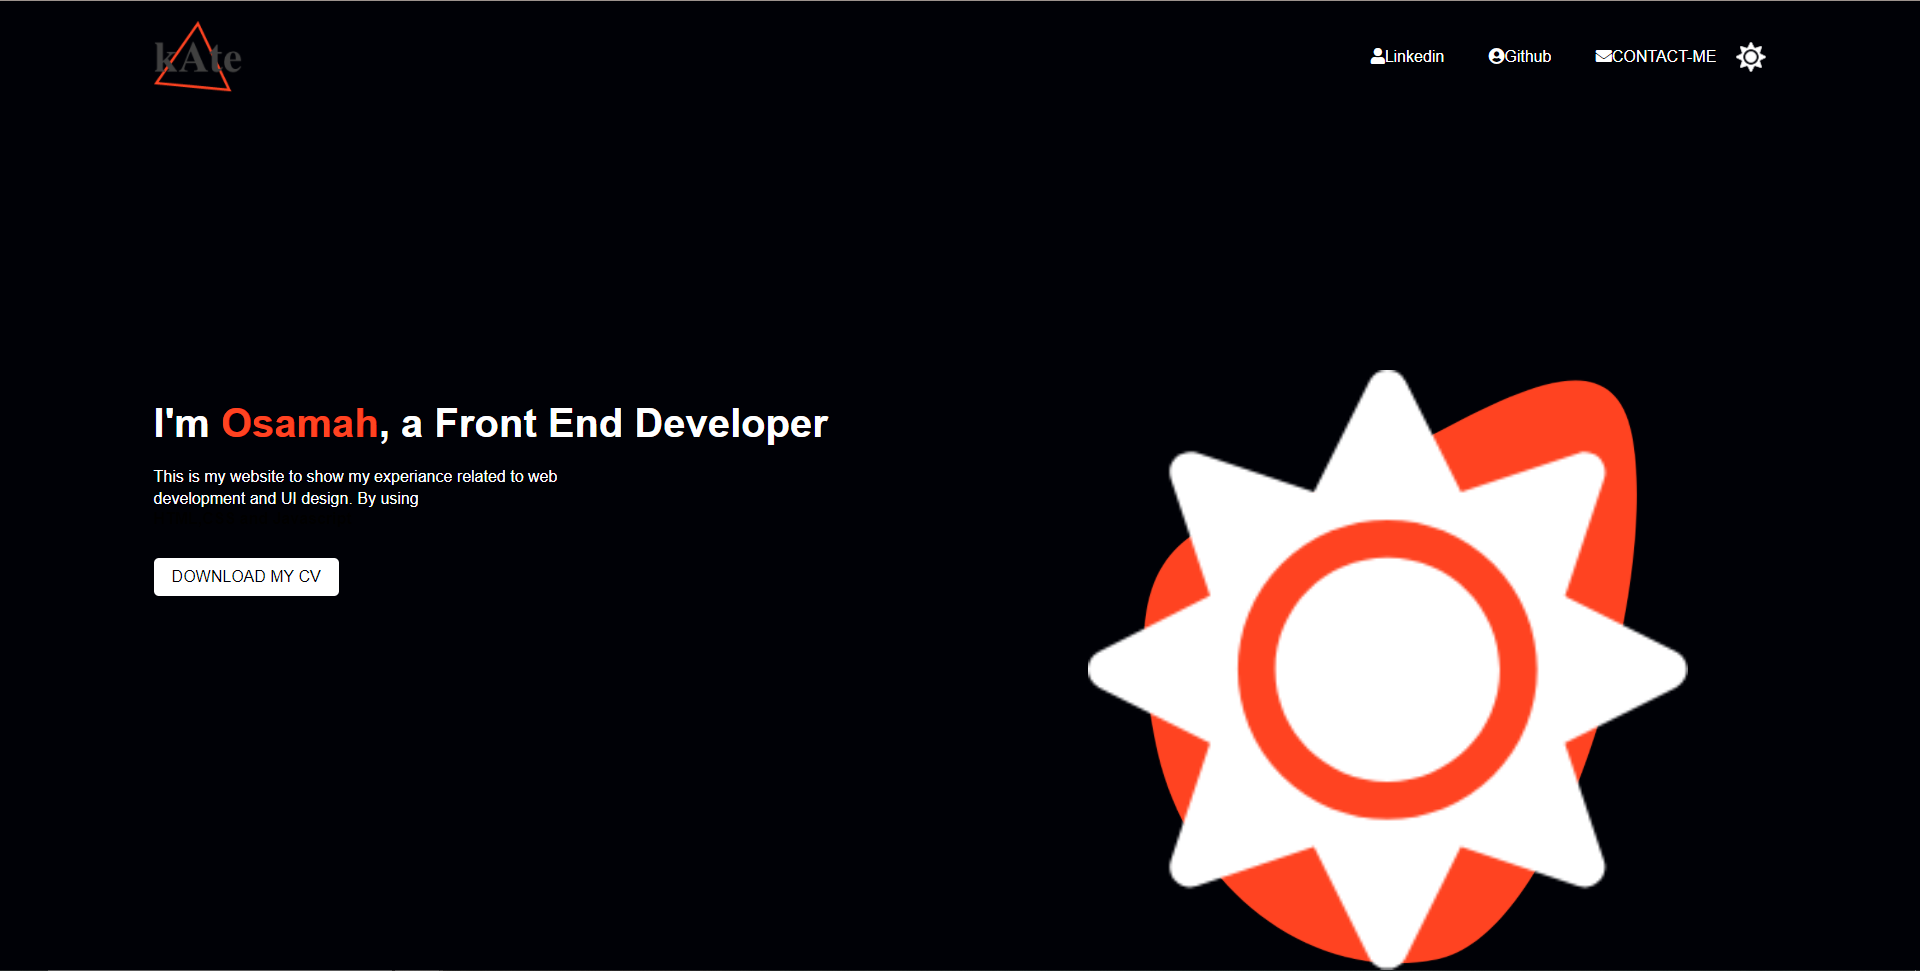 kAte
Linkedin
Github
CONTACT-ME
I'm Osamah, a Front End Developer
This is my website to show my experiance related to web
development and UI design. By using
DOWNLOAD MY CV